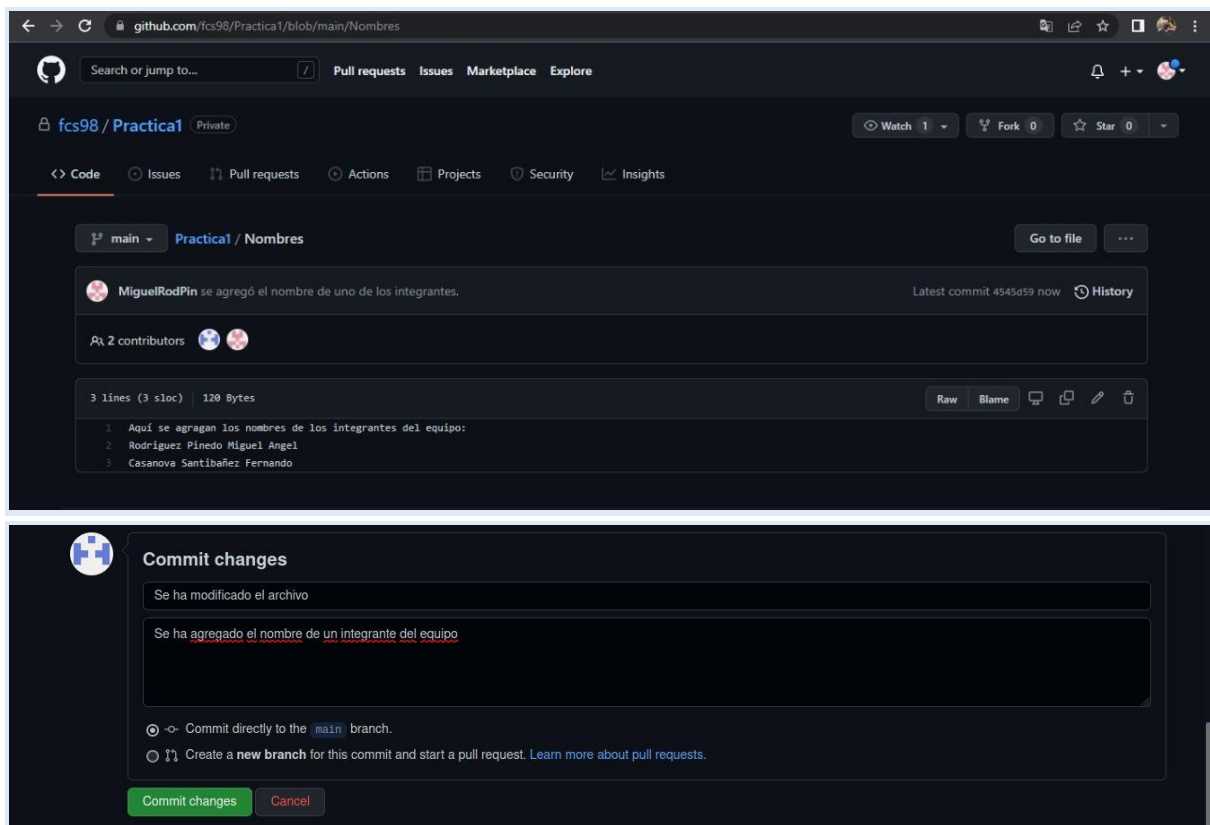 github.com/fcs98/Practica1/blob/main/Nombres
Search or jump to... / Pull requests Issues Marketplace Explore
fcs98 / Practica1 Private Watch 1 Fork 0 Star 0
<> Code Issues Pull requests Actions Projects Security Insights
main Practica1 / Nombres Go to file ...
MiguelRodPin se agregó el nombre de uno de los integrantes. Latest commit 4545d59 now History
2 contributors
3 lines (3 sloc) 120 Bytes Raw Blame
1 Aquí se agragan los nombres de los integrantes del equipo:
2 Rodriguez Pinedo Miguel Angel
3 Casanova Santibañez Fernando
Commit changes
Se ha modificado el archivo
Se ha agregado el nombre de un integrante del equipo
Commit directly to the main branch.
Create a new branch for this commit and start a pull request. Learn more about pull requests.
Commit changes Cancel